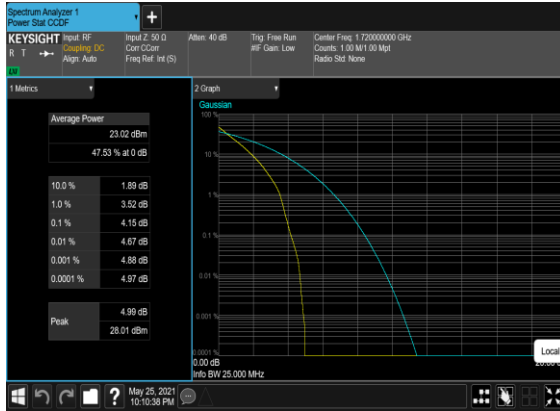 Spectrum Analyzer 1
Power Stat CCDF
+
KEYSIGHT
R T
LV
Input: RF
Coupling: DC
Align: Auto
Input Z: 50 Ω
Corr CCorr
Freq Ref: Int (S)
Atten: 40 dB
Trig: Free Run
#IF Gain: Low
Center Freq: 1.720000000 GHz
Counts: 1.00 M/1.00 Mpt
Radio Std: None
1 Metrics
Average Power
23.02 dBm
47.53 % at 0 dB
10.0 % 1.89 dB
1.0 % 3.52 dB
0.1 % 4.15 dB
0.01 % 4.67 dB
0.001 % 4.88 dB
0.0001 % 4.97 dB
Peak
4.99 dB
28.01 dBm
2 Graph
Gaussian
100 %
10 %
1 %
0.1 %
0.01 %
0.001 %
0.0001 %
0.00 dB
Info BW 25.000 MHz
Local
?
May 25, 2021
10:10:38 PM